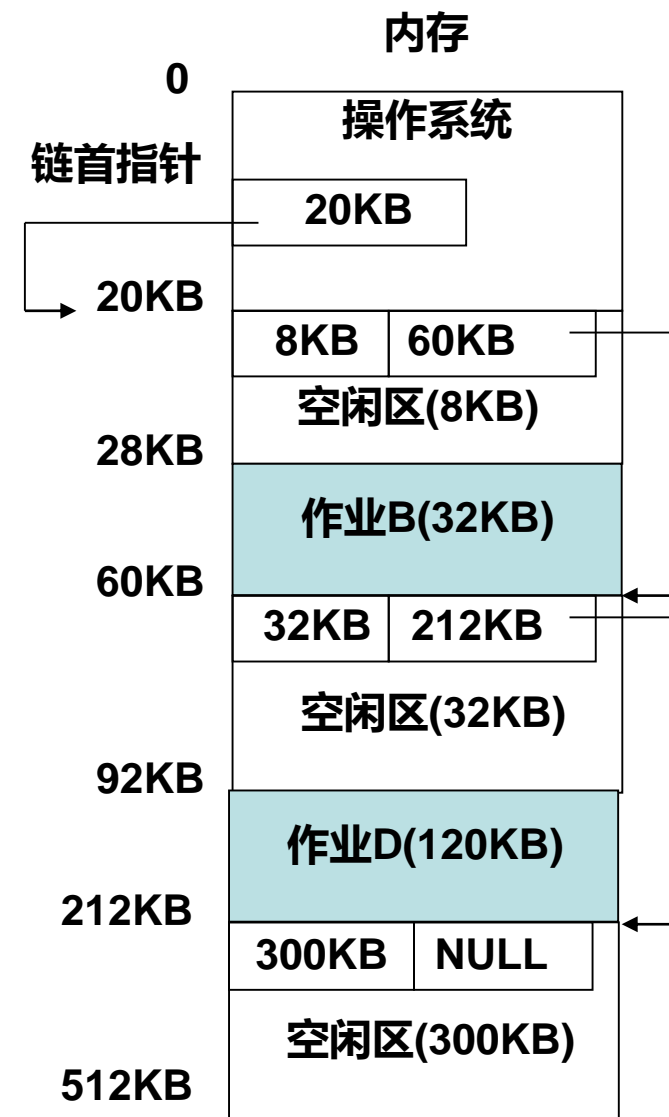 内存
0
操作系统
链首指针
20KB
20KB
8KB 60KB
空闲区(8KB)
28KB
作业B(32KB)
60KB
32KB 212KB
空闲区(32KB)
92KB
作业D(120KB)
212KB
300KB NULL
空闲区(300KB)
512KB